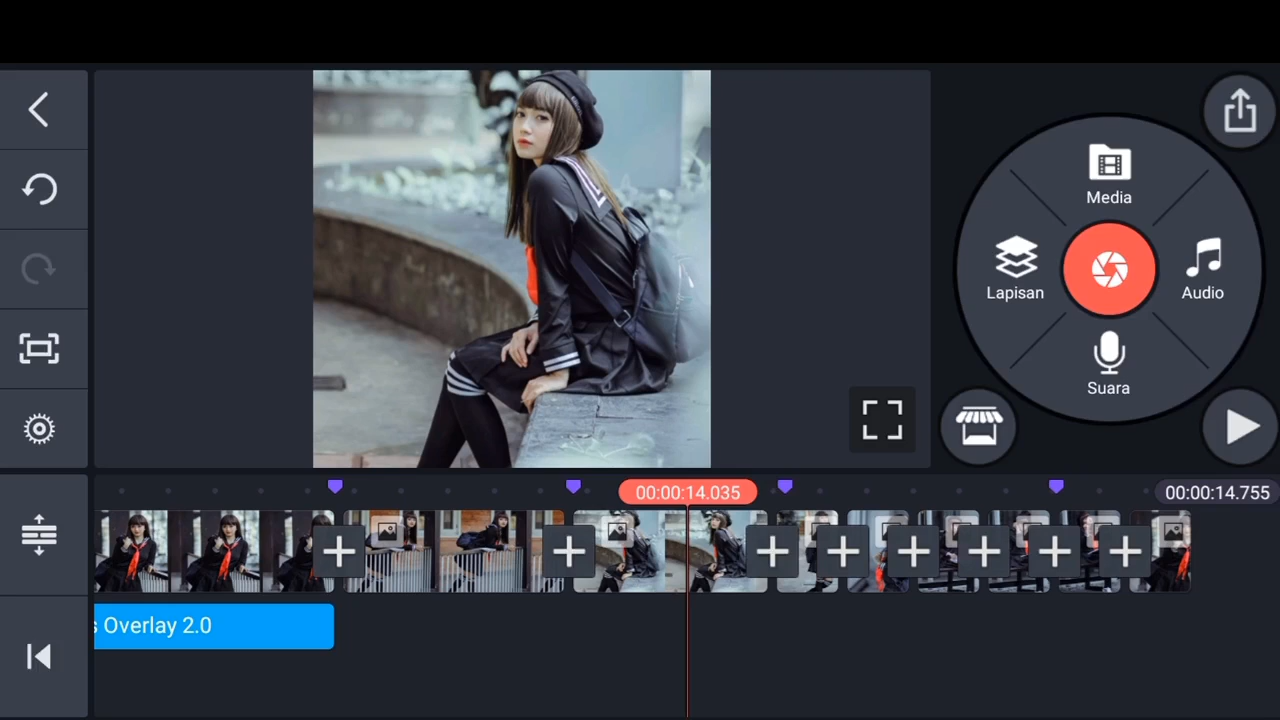 Media
Lapisan
Audio
Suara
00:00:14.035
00:00:14.755
s Overlay 2.0